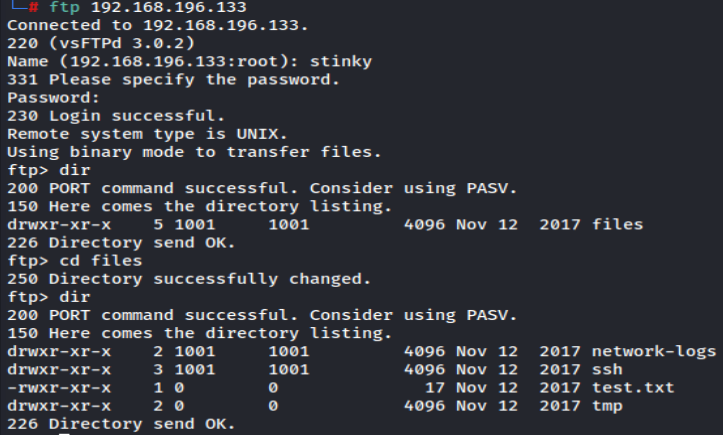 # ftp 192.168.196.133
Connected to 192.168.196.133.
220 (vsFTPd 3.0.2)
Name (192.168.196.133:root): stinky
331 Please specify the password.
Password:
230 Login successful.
Remote system type is UNIX.
Using binary mode to transfer files.
ftp> dir
200 PORT command successful. Consider using PASV.
150 Here comes the directory listing.
drwxr-xr-x    5 1001     1001         4096 Nov 12  2017 files
226 Directory send OK.
ftp> cd files
250 Directory successfully changed.
ftp> dir
200 PORT command successful. Consider using PASV.
150 Here comes the directory listing.
drwxr-xr-x    2 1001     1001         4096 Nov 12  2017 network-logs
drwxr-xr-x    3 1001     1001         4096 Nov 12  2017 ssh
-rwxr-xr-x    1 0        0              17 Nov 12  2017 test.txt
drwxr-xr-x    2 0        0            4096 Nov 12  2017 tmp
226 Directory send OK.